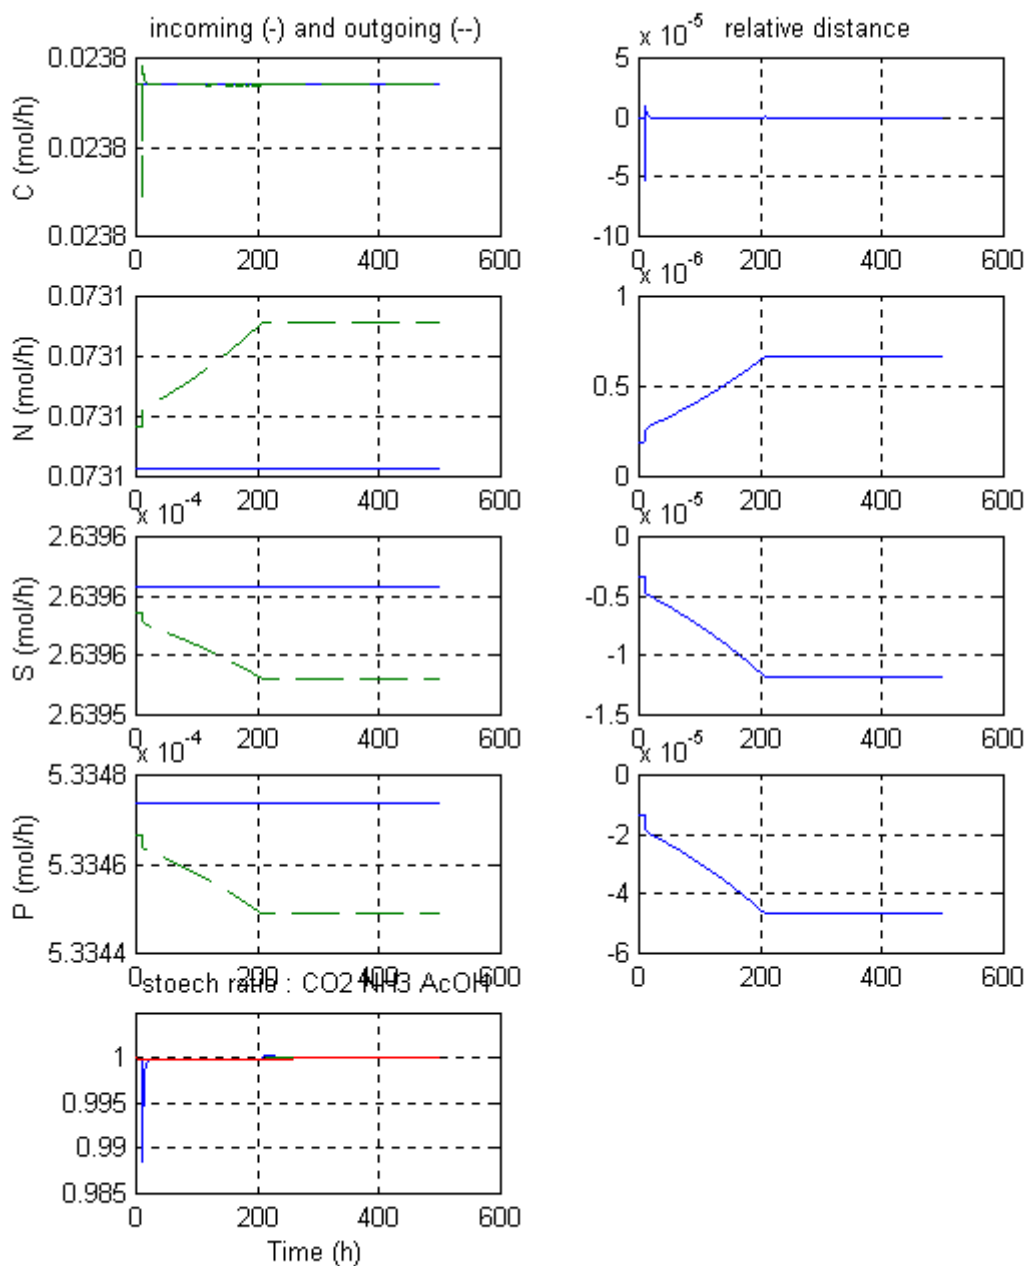 incoming (-) and outgoing (--)
x 10^-5 relative distance
C (mol/h)
0.0238
0.0238
0.0238
0 200 400 600
5
0
-5
-10
0 200 400 600
N (mol/h)
0.0731
0.0731
0.0731
0.0731
0 200 400 600
x 10^-6
1
0.5
0
0 200 400 600
S (mol/h)
x 10^-4
2.6396
2.6396
2.6396
2.6395
0 200 400 600
x 10^-5
0
-0.5
-1
-1.5
0 200 400 600
P (mol/h)
x 10^-4
5.3348
5.3346
5.3344
0 200 400 600
x 10^-5
0
-2
-4
-6
0 200 400 600
stoech ratio : CO2 NH3 AcOH
1
0.995
0.99
0.985
0 200 400 600
Time (h)